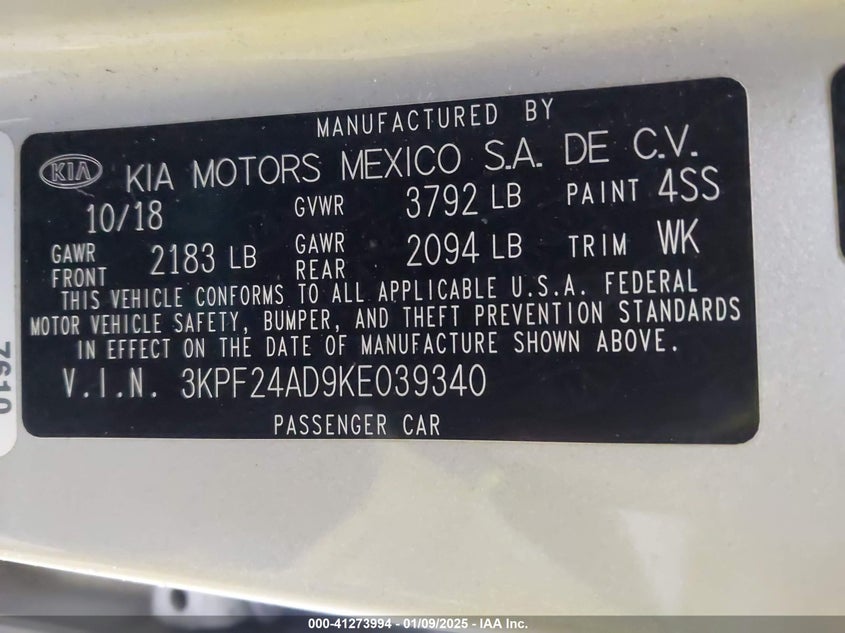 MANUFACTURED BY
KIA KIA MOTORS MEXICO S.A. DE C.V.
10/18 GVWR 3792 LB PAINT 4SS
GAWR FRONT 2183 LB GAWR REAR 2094 LB TRIM WK
THIS VEHICLE CONFORMS TO ALL APPLICABLE U.S.A. FEDERAL
MOTOR VEHICLE SAFETY, BUMPER, AND THEFT PREVENTION STANDARDS
IN EFFECT ON THE DATE OF MANUFACTURE SHOWN ABOVE.
V.I.N. 3KPF24AD9KE039340
PASSENGER CAR
000-41273994 - 01/09/2025 - IAA Inc.